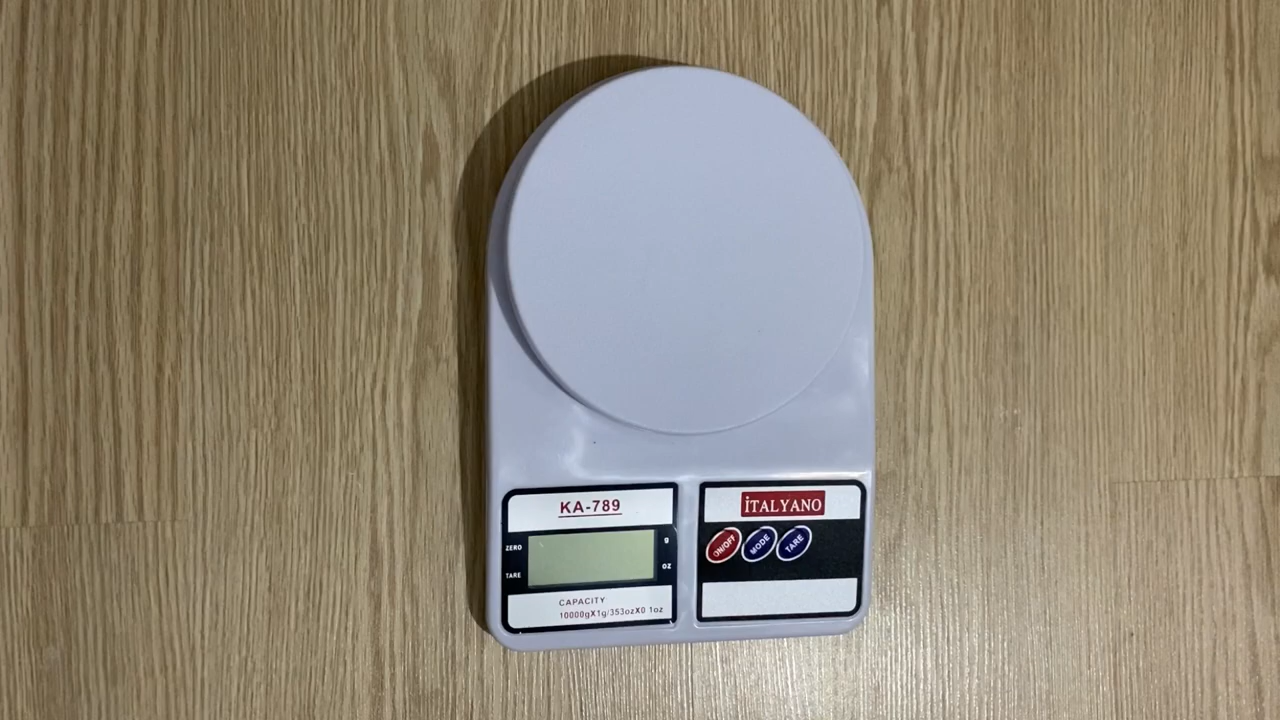 KA-789
ZERO
g
TARE
OZ
CAPACITY
10000gX1g/353ozX0 1oz
İTALYANO
ON/OFF
MODE
TARE